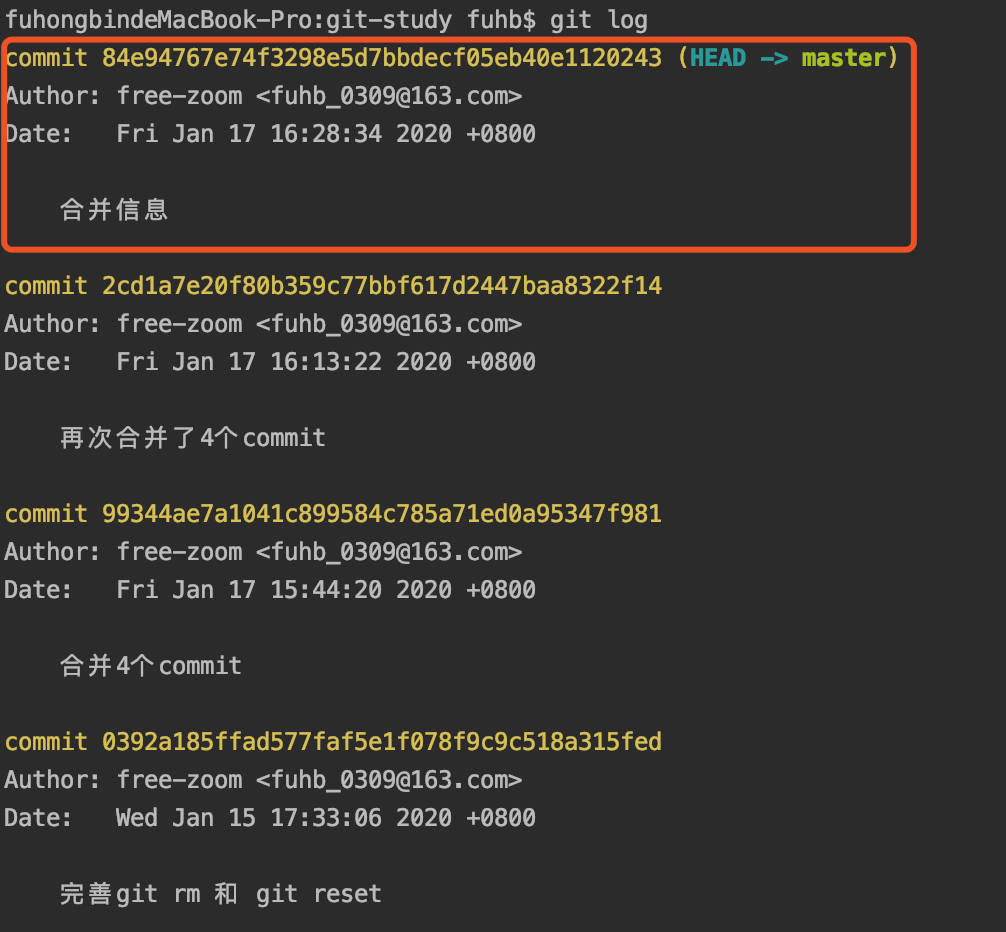 fuhongbindeMacBook-Pro:git-study fuhb$ git log
commit 84e94767e74f3298e5d7bbdecf05eb40e1120243 (HEAD -> master)
Author: free-zoom <fuhb_0309@163.com>
Date:   Fri Jan 17 16:28:34 2020 +0800
合并信息
commit 2cd1a7e20f80b359c77bbf617d2447baa8322f14
Author: free-zoom <fuhb_0309@163.com>
Date:   Fri Jan 17 16:13:22 2020 +0800
再次合并了4个commit
commit 99344ae7a1041c899584c785a71ed0a95347f981
Author: free-zoom <fuhb_0309@163.com>
Date:   Fri Jan 17 15:44:20 2020 +0800
合并4个commit
commit 0392a185ffad577faf5e1f078f9c9c518a315fed
Author: free-zoom <fuhb_0309@163.com>
Date:   Wed Jan 15 17:33:06 2020 +0800
完善git rm 和 git reset